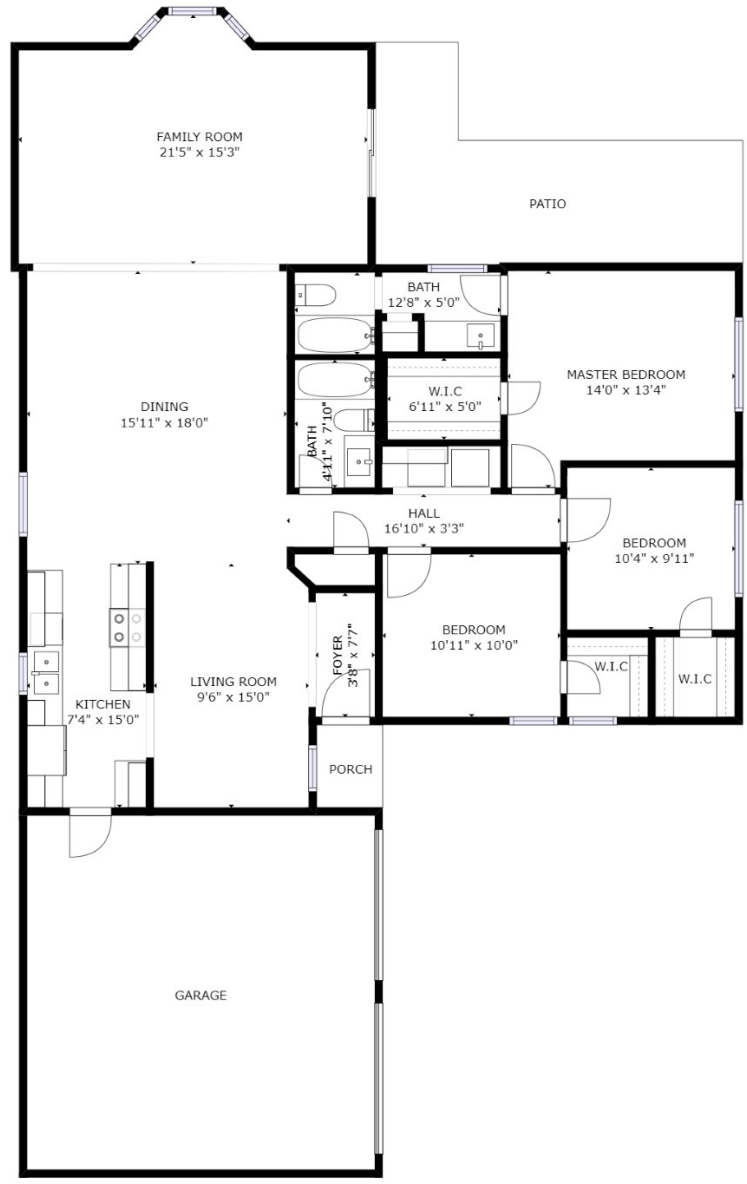 FAMILY ROOM
21'5" x 15'3"
PATIO
BATH
12'8" x 5'0"
MASTER BEDROOM
14'0" x 13'4"
W.I.C
6'11" x 5'0"
DINING
15'11" x 18'0"
BATH
4'11" x 7'10"
HALL
16'10" x 3'3"
BEDROOM
10'4" x 9'11"
BEDROOM
10'11" x 10'0"
FOYER
3'8" x 7'7"
W.I.C
W.I.C
LIVING ROOM
9'6" x 15'0"
KITCHEN
7'4" x 15'0"
PORCH
GARAGE